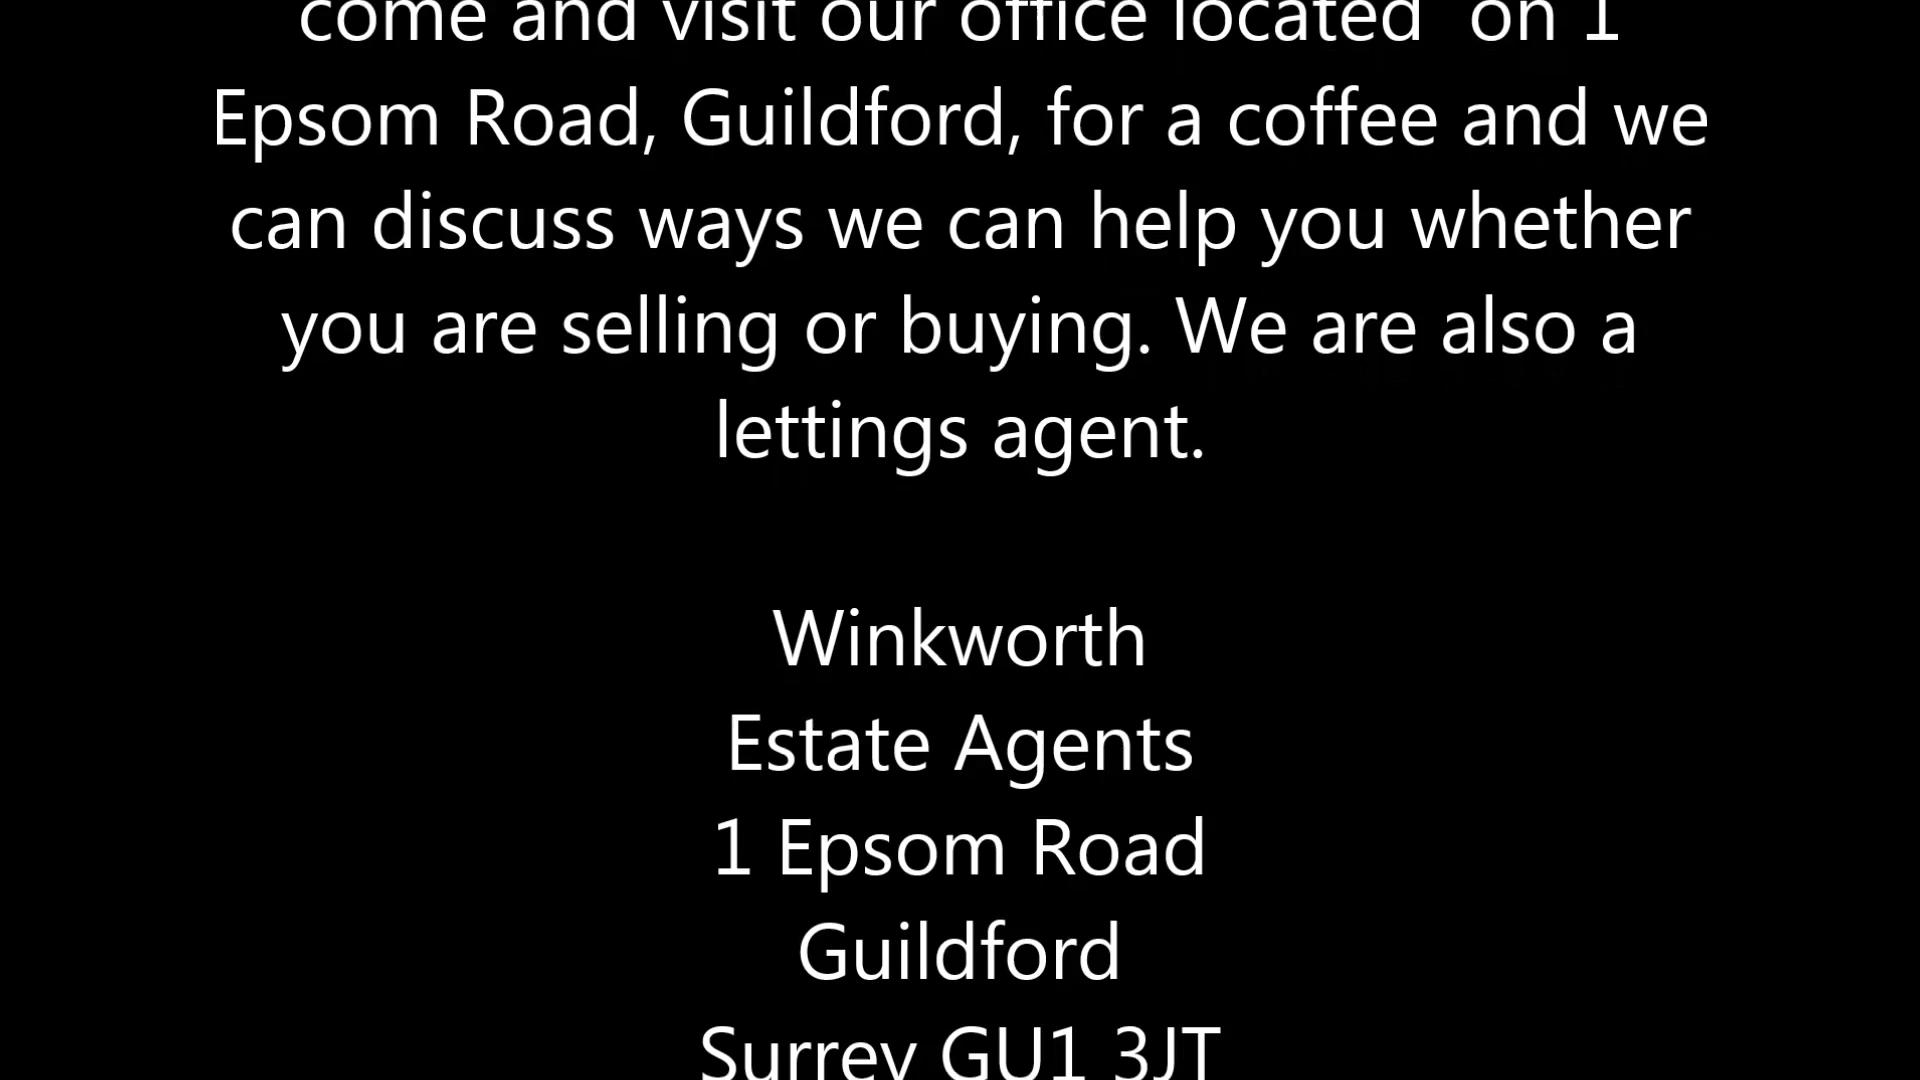 come and visit our office located  on 1
Epsom Road, Guildford, for a coffee and we
can discuss ways we can help you whether
you are selling or buying. We are also a
lettings agent.
Winkworth
Estate Agents
1 Epsom Road
Guildford
Surrey GU1 3JT